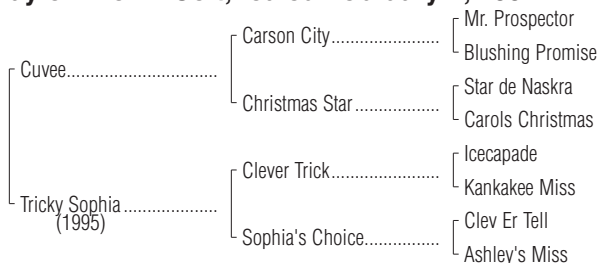 Mr. Prospector
Carson City
Blushing Promise
Cuvee
Star de Naskra
Christmas Star
Carols Christmas
Icecapade
Clever Trick
Kankakee Miss
Tricky Sophia
(1995)
Clev Er Tell
Sophia's Choice
Ashley's Miss